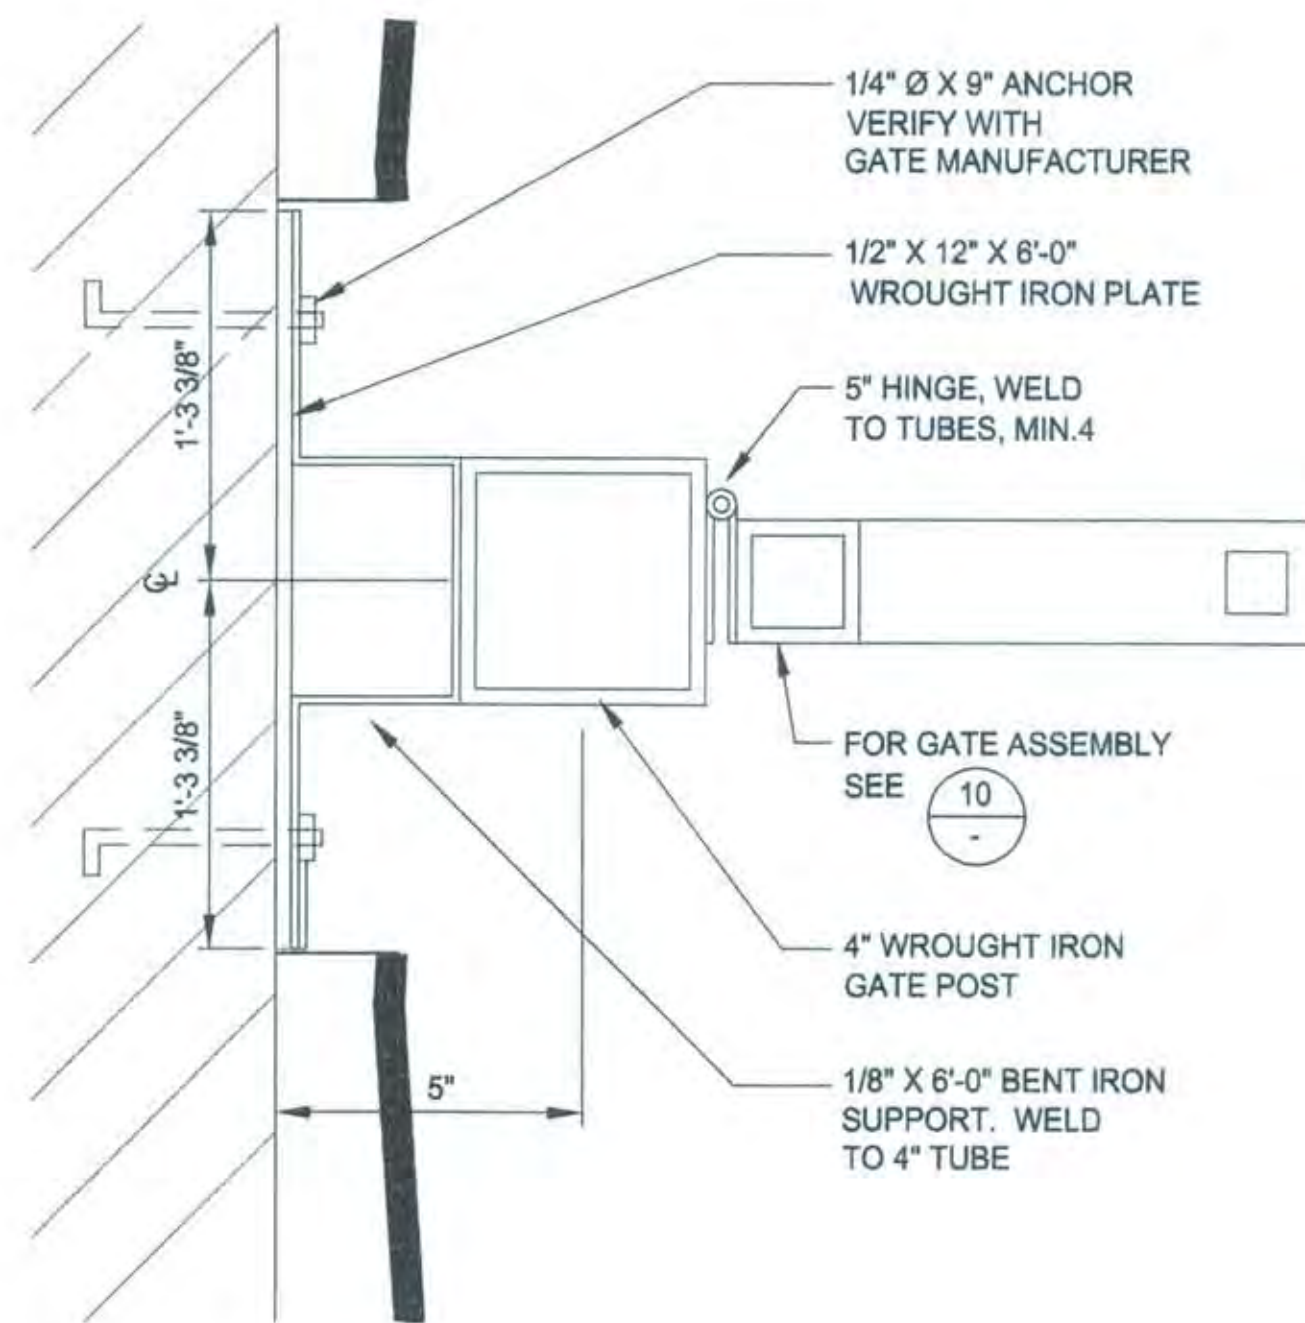 1/4" Ø X 9" ANCHOR
VERIFY WITH
GATE MANUFACTURER
1/2" X 12" X 6'-0"
WROUGHT IRON PLATE
1'-3 3/8"
5" HINGE, WELD
TO TUBES, MIN.4
℄
1'-3 3/8"
FOR GATE ASSEMBLY
SEE
10
-
4" WROUGHT IRON
GATE POST
5"
1/8" X 6'-0" BENT IRON
SUPPORT. WELD
TO 4" TUBE